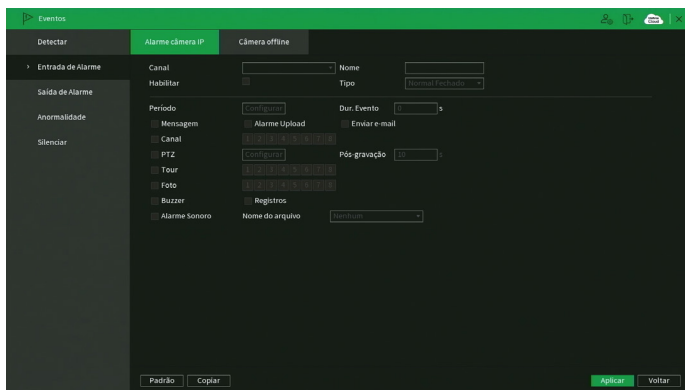 Eventos
Detectar
Alarme câmera IP
Câmera offline
Entrada de Alarme
Canal
Nome
Habilitar
Tipo
Normal Fechado
Saída de Alarme
Período
Configurar
Dur. Evento
0
s
Anormalidade
Mensagem
Alarme Upload
Enviar e-mail
Silenciar
Canal
1 2 3 4 5 6 7 8
PTZ
Configurar
Pós-gravação
10
s
Tour
1 2 3 4 5 6 7 8
Foto
1 2 3 4 5 6 7 8
Buzzer
Registros
Alarme Sonoro
Nome do arquivo
Nenhum
Padrão
Copiar
Aplicar
Voltar